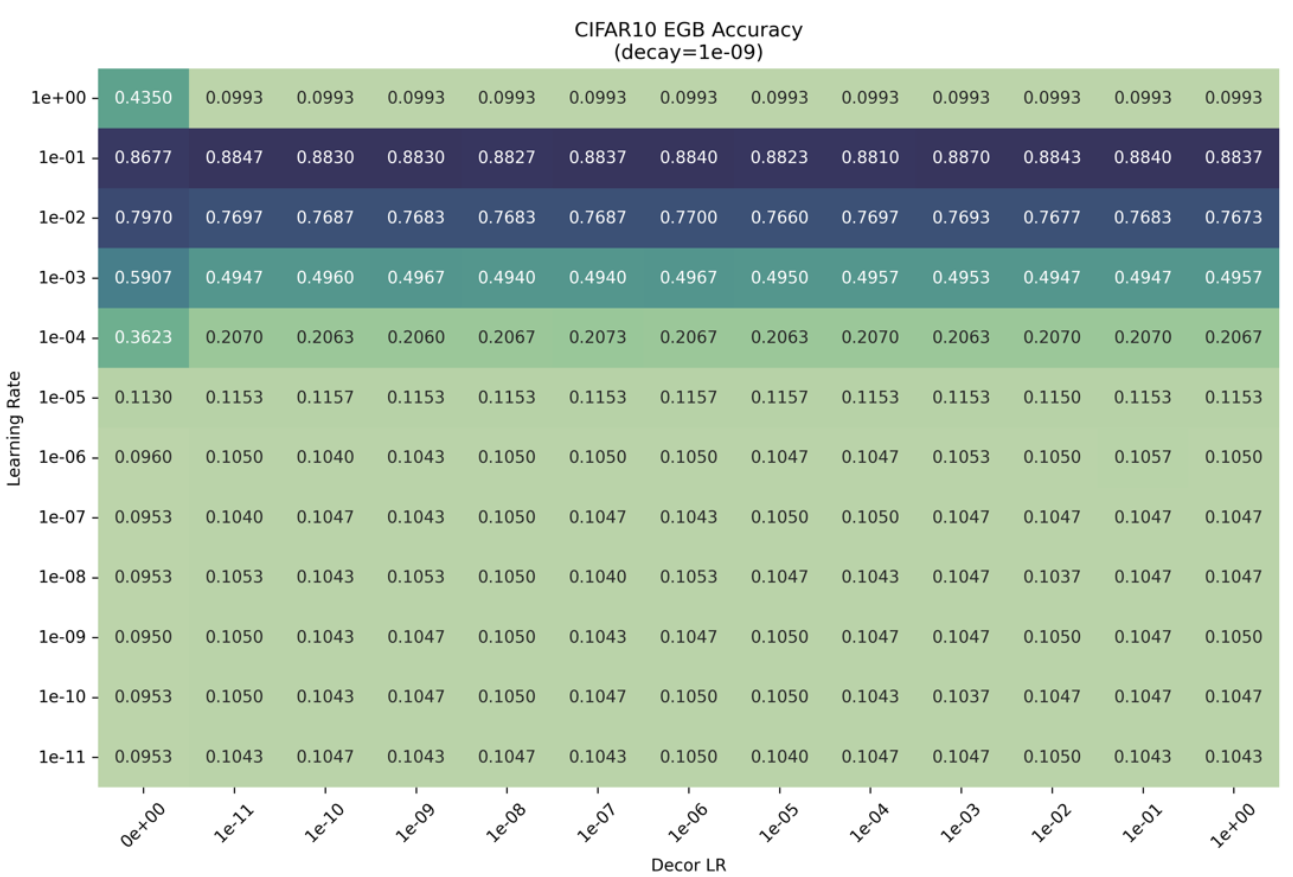 CIFAR10 EGB Accuracy
(decay=1e-09)
Learning Rate
1e+00 0.4350 0.0993 0.0993 0.0993 0.0993 0.0993 0.0993 0.0993 0.0993 0.0993 0.0993 0.0993 0.0993
1e-01 0.8677 0.8847 0.8830 0.8830 0.8827 0.8837 0.8840 0.8823 0.8810 0.8870 0.8843 0.8840 0.8837
1e-02 0.7970 0.7697 0.7687 0.7683 0.7683 0.7687 0.7700 0.7660 0.7697 0.7693 0.7677 0.7683 0.7673
1e-03 0.5907 0.4947 0.4960 0.4967 0.4940 0.4940 0.4967 0.4950 0.4957 0.4953 0.4947 0.4947 0.4957
1e-04 0.3623 0.2070 0.2063 0.2060 0.2067 0.2073 0.2067 0.2063 0.2070 0.2063 0.2070 0.2070 0.2067
1e-05 0.1130 0.1153 0.1157 0.1153 0.1153 0.1153 0.1157 0.1157 0.1153 0.1153 0.1150 0.1153 0.1153
1e-06 0.0960 0.1050 0.1040 0.1043 0.1050 0.1050 0.1050 0.1047 0.1047 0.1053 0.1050 0.1057 0.1050
1e-07 0.0953 0.1040 0.1047 0.1043 0.1050 0.1047 0.1043 0.1050 0.1050 0.1047 0.1047 0.1047 0.1047
1e-08 0.0953 0.1053 0.1043 0.1053 0.1050 0.1040 0.1053 0.1047 0.1043 0.1047 0.1037 0.1047 0.1047
1e-09 0.0950 0.1050 0.1043 0.1047 0.1050 0.1043 0.1047 0.1050 0.1047 0.1047 0.1050 0.1047 0.1050
1e-10 0.0953 0.1050 0.1043 0.1047 0.1050 0.1047 0.1050 0.1050 0.1043 0.1037 0.1047 0.1047 0.1047
1e-11 0.0953 0.1043 0.1047 0.1043 0.1047 0.1043 0.1050 0.1040 0.1047 0.1047 0.1050 0.1043 0.1043
0e+00 1e-11 1e-10 1e-09 1e-08 1e-07 1e-06 1e-05 1e-04 1e-03 1e-02 1e-01 1e+00
Decor LR